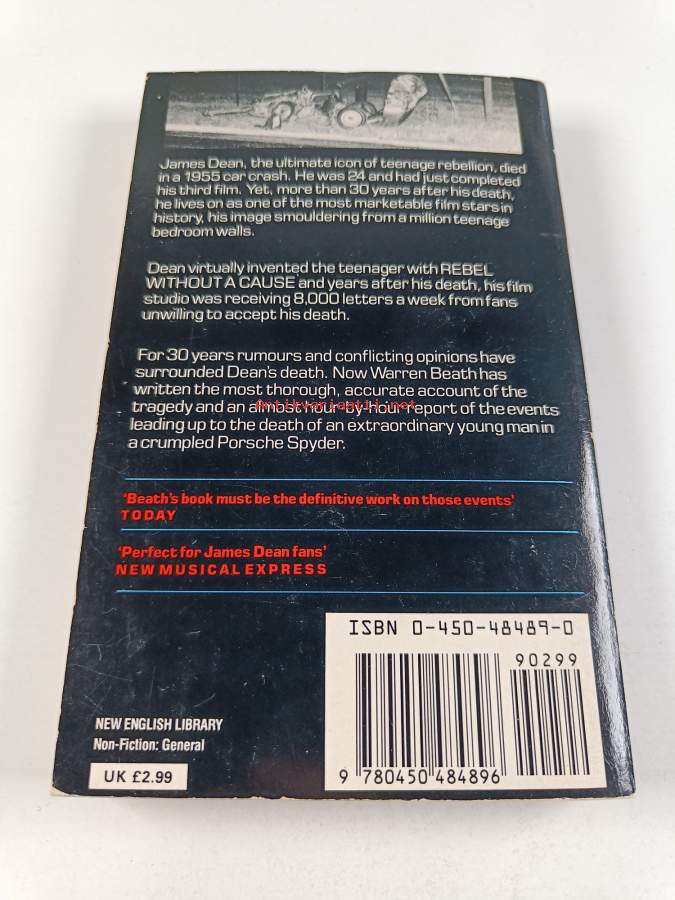 James Dean, the ultimate icon of teenage rebellion, died
in a 1955 car crash. He was 24 and had just completed
his third film. Yet, more than 30 years after his death,
he lives on as one of the most marketable film stars in
history, his image smouldering from a million teenage
bedroom walls.
Dean virtually invented the teenager with REBEL
WITHOUT A CAUSE and years after his death, his film
studio was receiving 8,000 letters a week from fans
unwilling to accept his death.
For 30 years rumours and conflicting opinions have
surrounded Dean's death. Now Warren Beath has
written the most thorough, accurate account of the
tragedy and an almost hour-by-hour report of the events
Antikvariaatti.net
leading up to the death of an extraordinary young man in
a crumpled Porsche Spyder.
'Beath's book must be the definitive work on those events'
TODAY
'Perfect for James Dean fans'
NEW MUSICAL EXPRESS
ISBN 0-450-48489-0
90299
NEW ENGLISH LIBRARY
Non-Fiction: General
UK £2.99
9 780450 484896